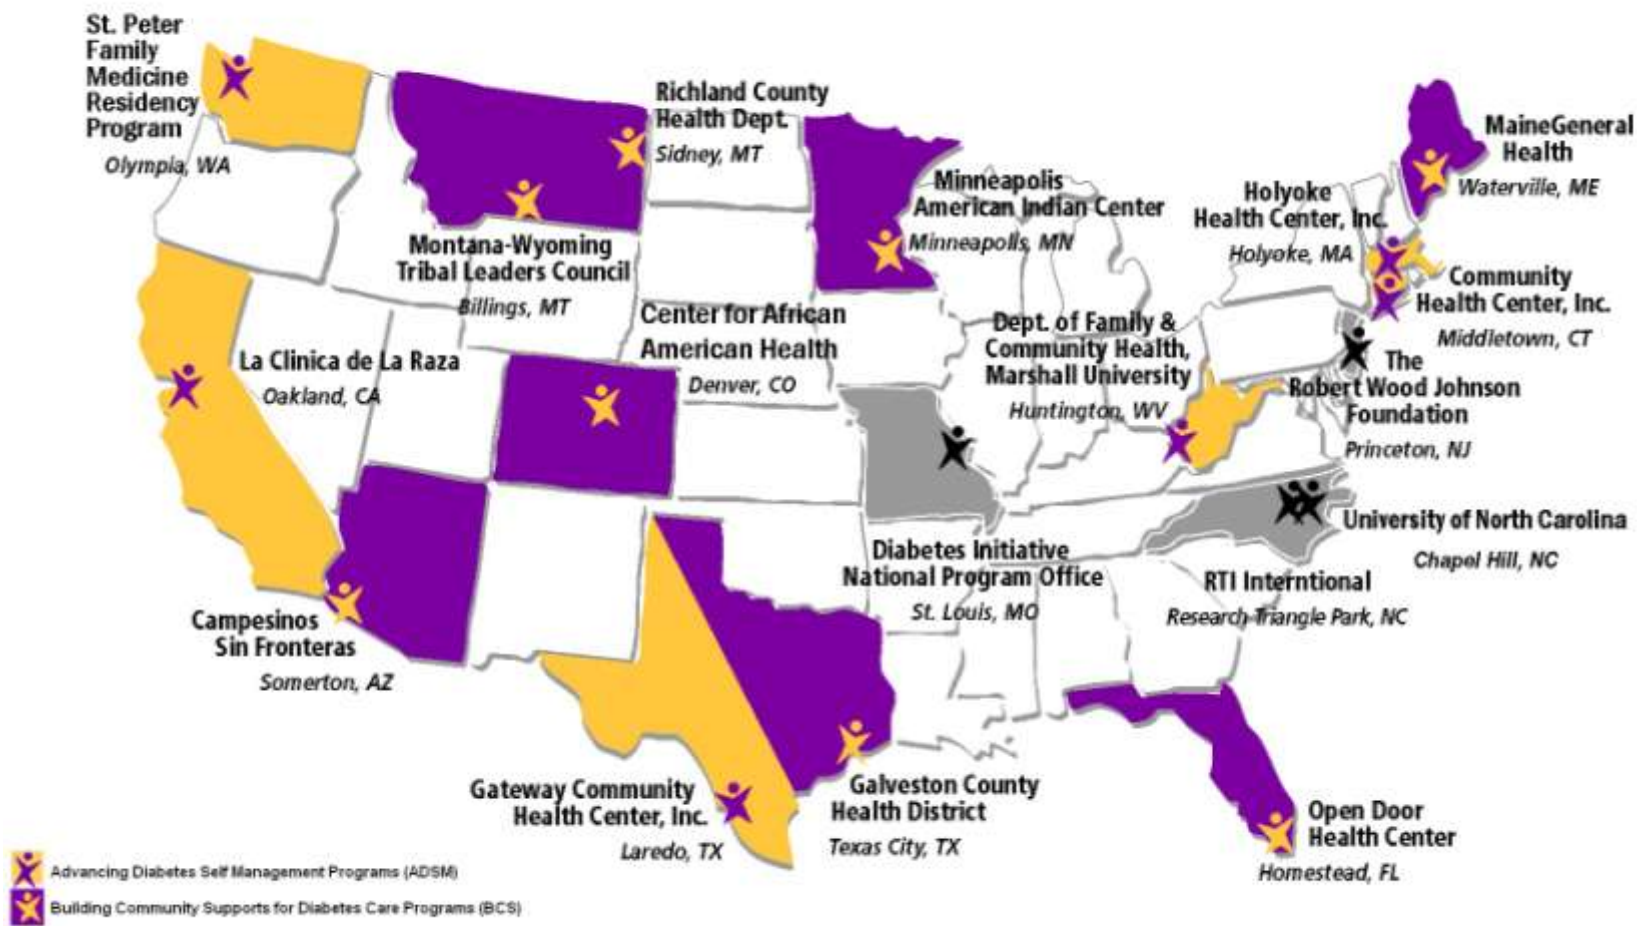 St. Peter
Family
Medicine
Residency
Program
Olympia, WA
Richland County
Health Dept.
Sidney, MT
Montana-Wyoming
Tribal Leaders Council
Billings, MT
Minneapolis
American Indian Center
Minneapolis, MN
MaineGeneral
Health
Waterville, ME
Holyoke
Health Center, Inc.
Holyoke, MA
Community
Health Center, Inc.
Middletown, CT
La Clinica de La Raza
Oakland, CA
Center for African
American Health
Denver, CO
Dept. of Family &
Community Health,
Marshall University
Huntington, WV
The
Robert Wood Johnson
Foundation
Princeton, NJ
University of North Carolina
Chapel Hill, NC
Diabetes Initiative
National Program Office
St. Louis, MO
RTI Interntional
Research Triangle Park, NC
Campesinos
Sin Fronteras
Somerton, AZ
Gateway Community
Health Center, Inc.
Laredo, TX
Galveston County
Health District
Texas City, TX
Open Door
Health Center
Homestead, FL
Advancing Diabetes Self Management Programs (ADSM)
Building Community Supports for Diabetes Care Programs (BCS)